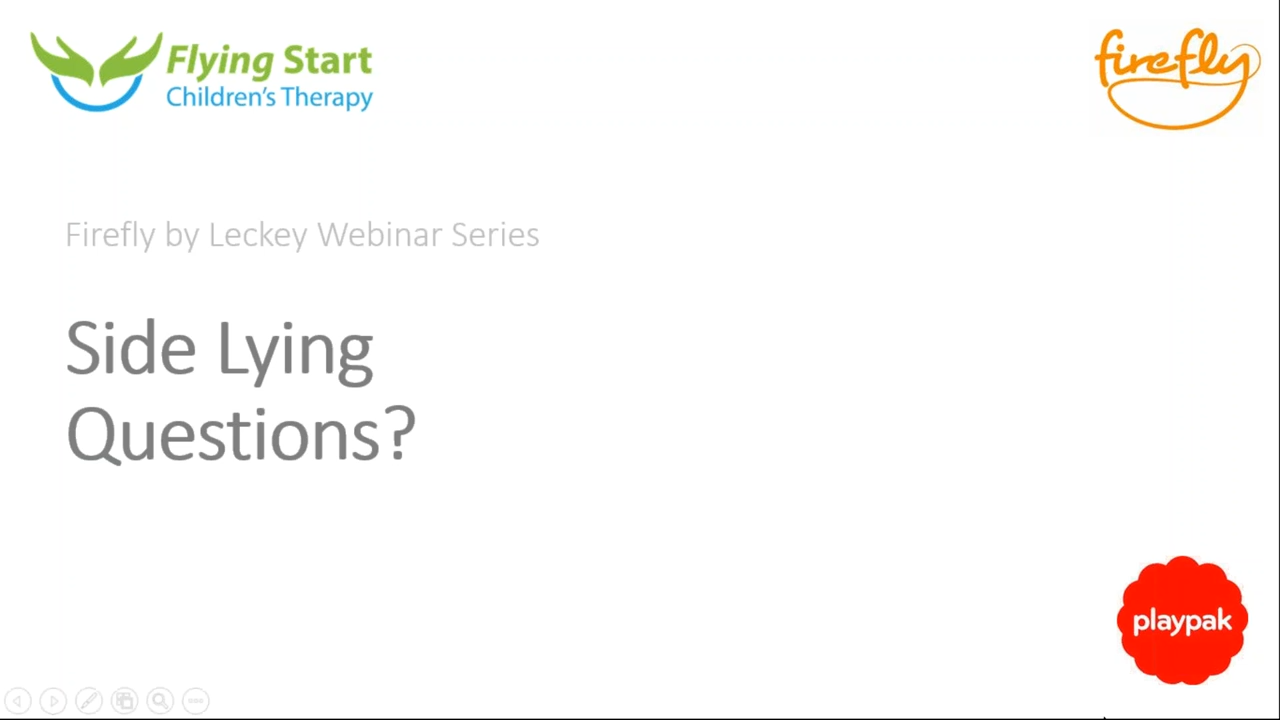 Flying Start
Children's Therapy
firefly
Firefly by Leckey Webinar Series
Side Lying
Questions?
playpak